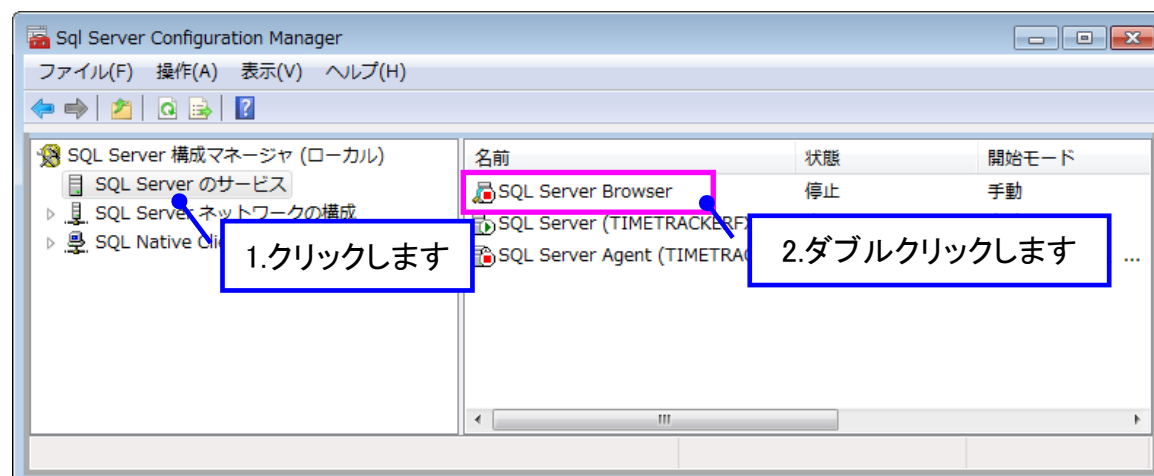 Sql Server Configuration Manager
ファイル(F) 操作(A) 表示(V) ヘルプ(H)
SQL Server 構成マネージャ (ローカル)
SQL Server のサービス
SQL Server ネットワークの構成
SQL Native
1.クリックします
名前 状態 開始モード
SQL Server Browser 停止 手動
SQL Server (TIMETRACKERFX
SQL Server Agent (TIMETRAC ...
2.ダブルクリックします